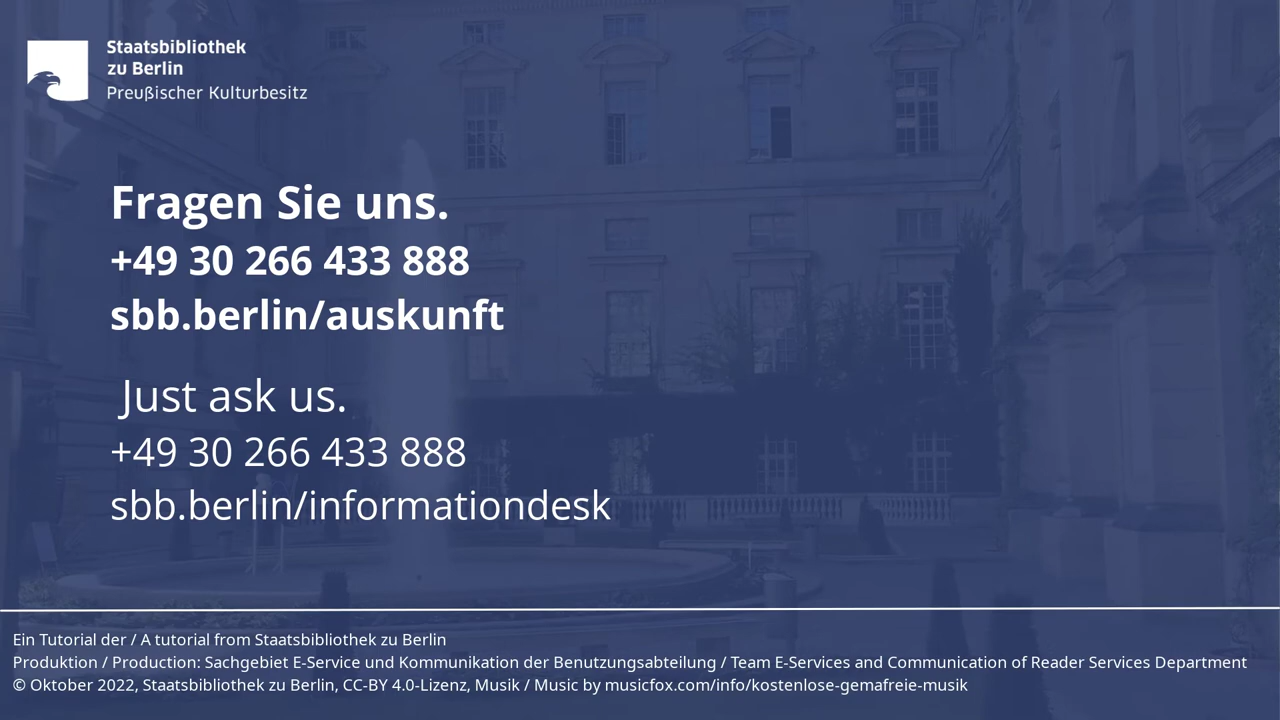 Staatsbibliothek
zu Berlin
Preußischer Kulturbesitz
Fragen Sie uns.
+49 30 266 433 888
sbb.berlin/auskunft
Just ask us.
+49 30 266 433 888
sbb.berlin/informationdesk
Ein Tutorial der / A tutorial from Staatsbibliothek zu Berlin
Produktion / Production: Sachgebiet E-Service und Kommunikation der Benutzungsabteilung / Team E-Services and Communication of Reader Services Department
© Oktober 2022, Staatsbibliothek zu Berlin, CC-BY 4.0-Lizenz, Musik / Music by musicfox.com/info/kostenlose-gemafreie-musik